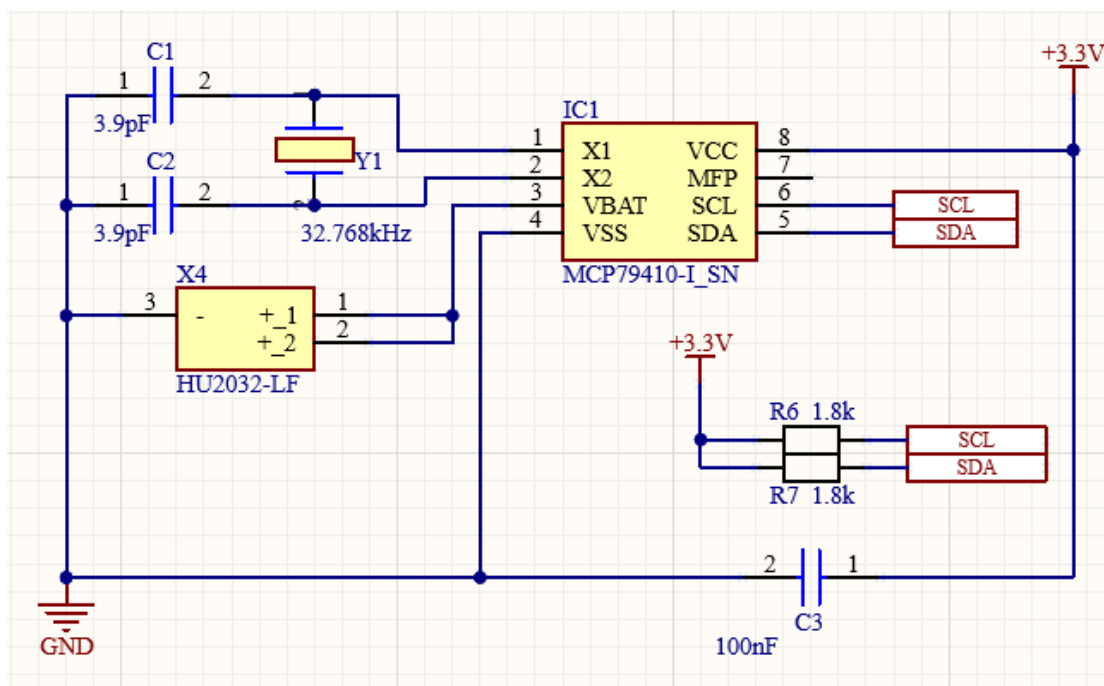 C1
1 2
3.9pF
C2
1 2
3.9pF
Y1
32.768kHz
X4
3 - +_1 1
+_2 2
HU2032-LF
IC1
1 X1 VCC 8
2 X2 MFP 7
3 VBAT SCL 6 SCL
4 VSS SDA 5 SDA
MCP79410-I_SN
+3.3V
+3.3V
R6 1.8k
SCL
SDA
R7 1.8k
2 1
C3
100nF
GND